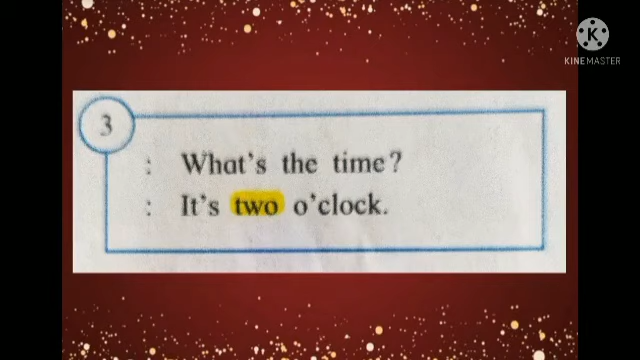 K
KINEMASTER
3
: What's the time?
: It's two o'clock.